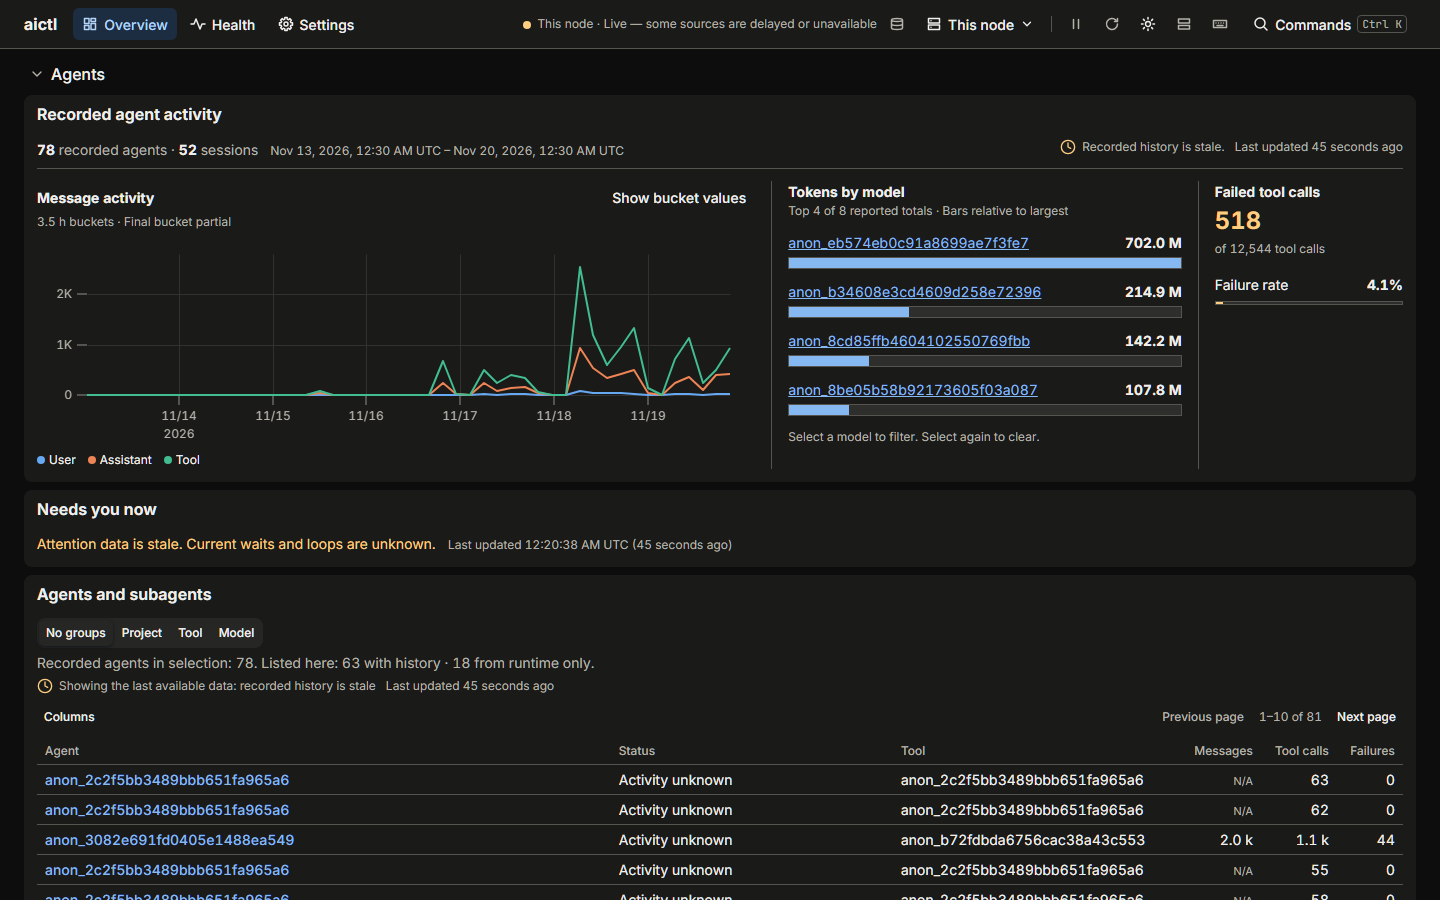 aictl Overview Health Settings This node · Live — some sources are delayed or unavailable This node Commands Ctrl K
Agents
Recorded agent activity
78 recorded agents · 52 sessions Nov 13, 2026, 12:30 AM UTC – Nov 20, 2026, 12:30 AM UTC Recorded history is stale. Last updated 45 seconds ago
Message activity Show bucket values
3.5 h buckets · Final bucket partial
2K
1K
0
11/14 11/15 11/16 11/17 11/18 11/19
2026
User Assistant Tool
Tokens by model
Top 4 of 8 reported totals · Bars relative to largest
anon_eb574eb0c91a8699ae7f3fe7 702.0 M
anon_b34608e3cd4609d258e72396 214.9 M
anon_8cd85ffb4604102550769fbb 142.2 M
anon_8be05b58b92173605f03a087 107.8 M
Select a model to filter. Select again to clear.
Failed tool calls
518
of 12,544 tool calls
Failure rate 4.1%
Needs you now
Attention data is stale. Current waits and loops are unknown. Last updated 12:20:38 AM UTC (45 seconds ago)
Agents and subagents
No groups Project Tool Model
Recorded agents in selection: 78. Listed here: 63 with history · 18 from runtime only.
Showing the last available data: recorded history is stale Last updated 45 seconds ago
Columns Previous page 1–10 of 81 Next page
Agent Status Tool Messages Tool calls Failures
anon_2c2f5bb3489bbb651fa965a6 Activity unknown anon_2c2f5bb3489bbb651fa965a6 N/A 63 0
anon_2c2f5bb3489bbb651fa965a6 Activity unknown anon_2c2f5bb3489bbb651fa965a6 N/A 62 0
anon_3082e691fd0405e1488ea549 Activity unknown anon_b72fdbda6756cac38a43c553 2.0 k 1.1 k 44
anon_2c2f5bb3489bbb651fa965a6 Activity unknown anon_2c2f5bb3489bbb651fa965a6 N/A 55 0
anon_2c2f5bb3489bbb651fa965a6 Activity unknown anon_2c2f5bb3489bbb651fa965a6 N/A 58 0